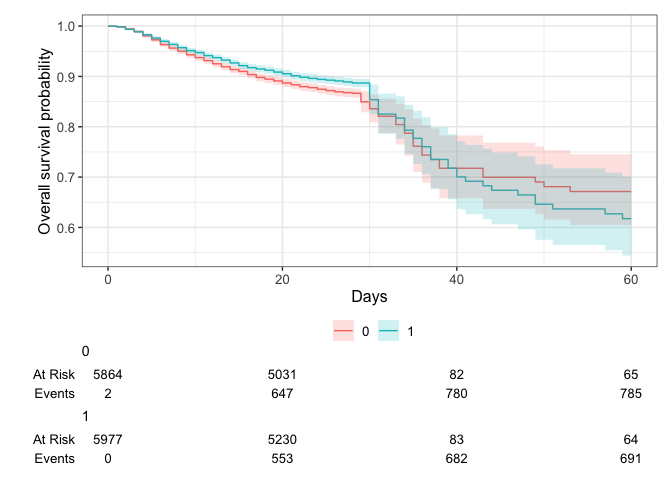 Overall survival probability
1.0
0.9
0.8
0.7
0.6
0 20 40 60
Days
0 1
0
At Risk 5864 5031 82 65
Events 2 647 780 785
1
At Risk 5977 5230 83 64
Events 0 553 682 691